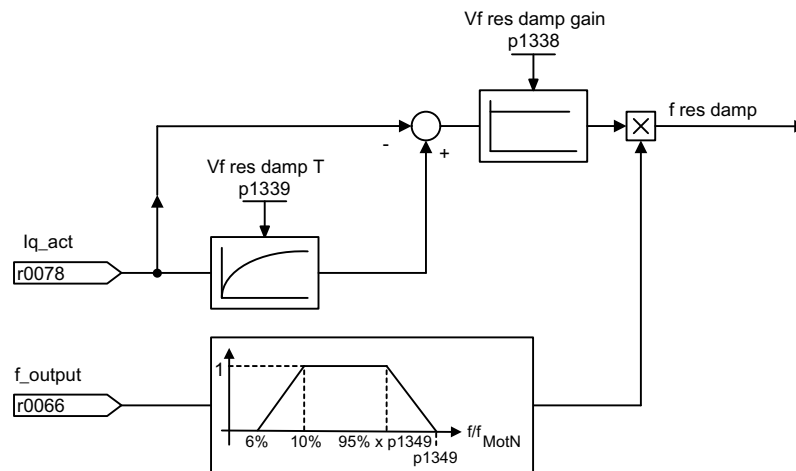 Vf res damp gain
p1338
f res damp
-
+
Vf res damp T
p1339
Iq_act
r0078
f_output
r0066
1
6% 10% 95% x p1349 f/fMotN
p1349